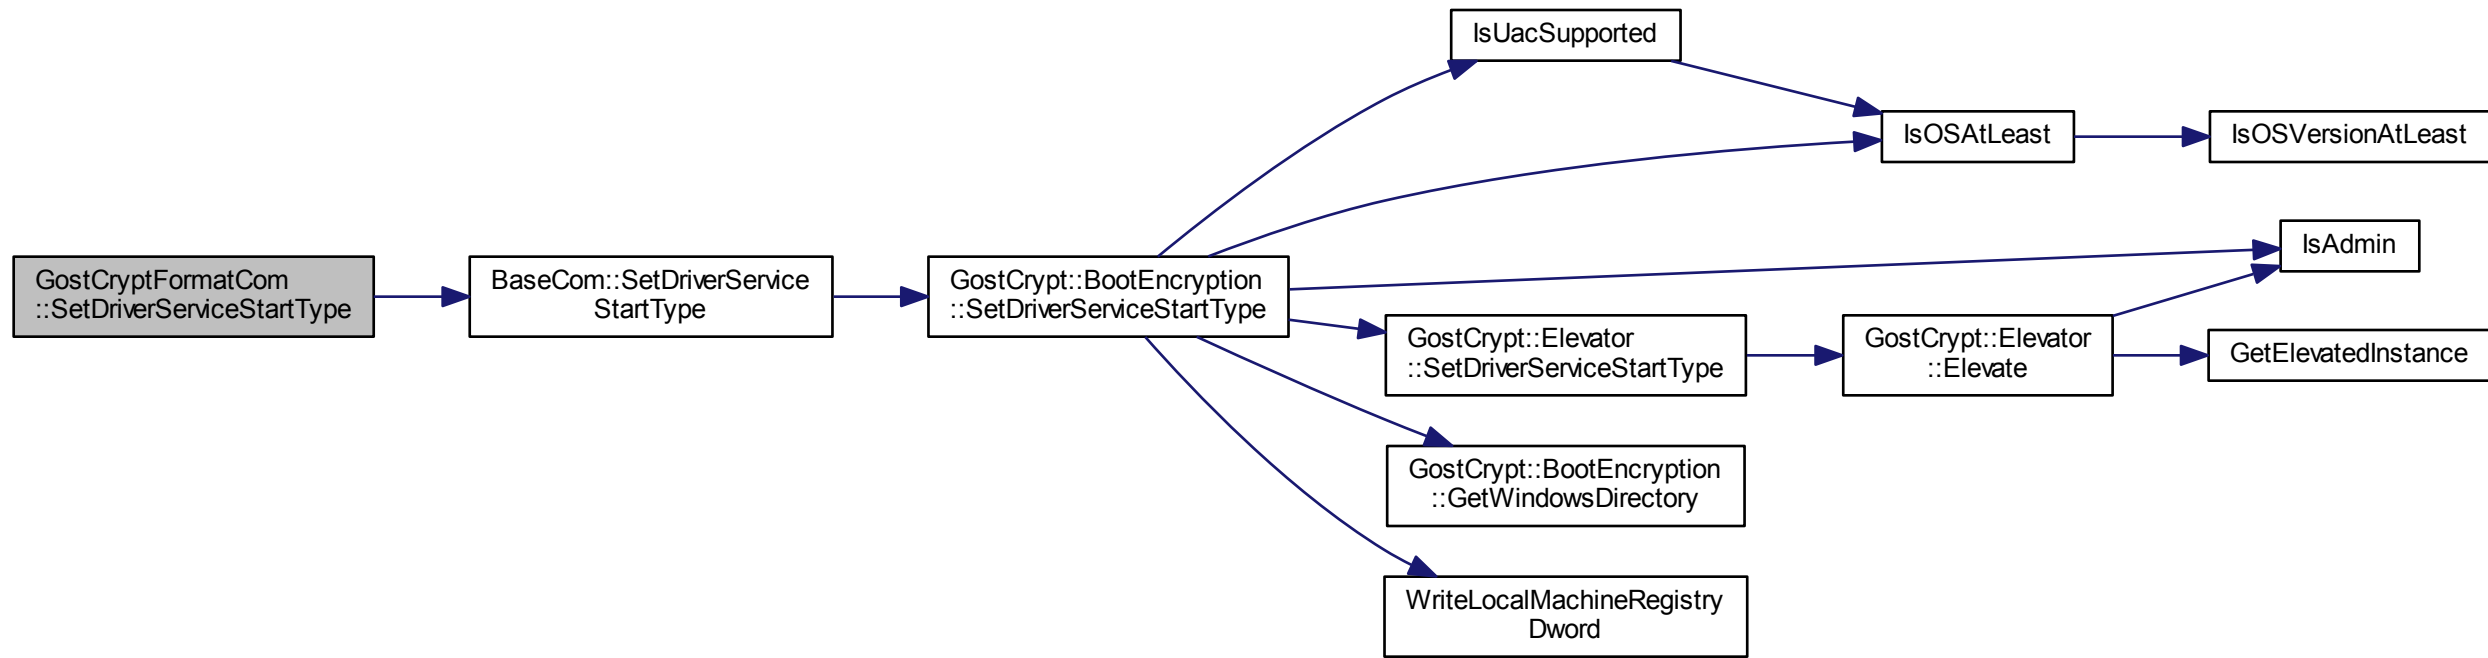 IsUacSupported
IsOSAtLeast
IsOSVersionAtLeast
IsAdmin
GostCryptFormatCom
::SetDriverServiceStartType
BaseCom::SetDriverService
StartType
GostCrypt::BootEncryption
::SetDriverServiceStartType
GostCrypt::Elevator
::SetDriverServiceStartType
GostCrypt::Elevator
::Elevate
GetElevatedInstance
GostCrypt::BootEncryption
::GetWindowsDirectory
WriteLocalMachineRegistry
Dword